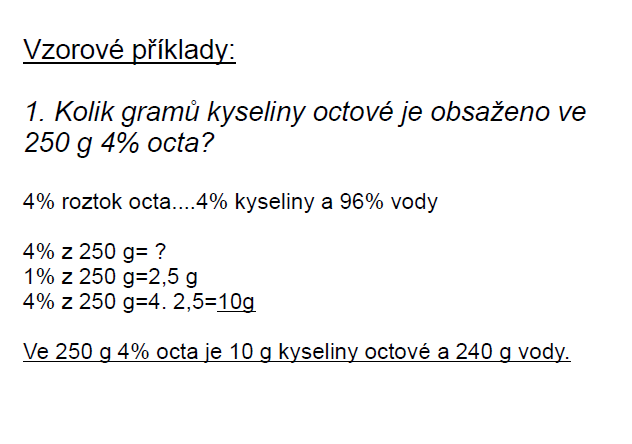 Vzorové příklady:
1. Kolik gramů kyseliny octové je obsaženo ve
250 g 4% octa?
4% roztok octa....4% kyseliny a 96% vody
4% z 250 g= ?
1% z 250 g=2,5 g
4% z 250 g=4. 2,5=10g
Ve 250 g 4% octa je 10 g kyseliny octové a 240 g vody.